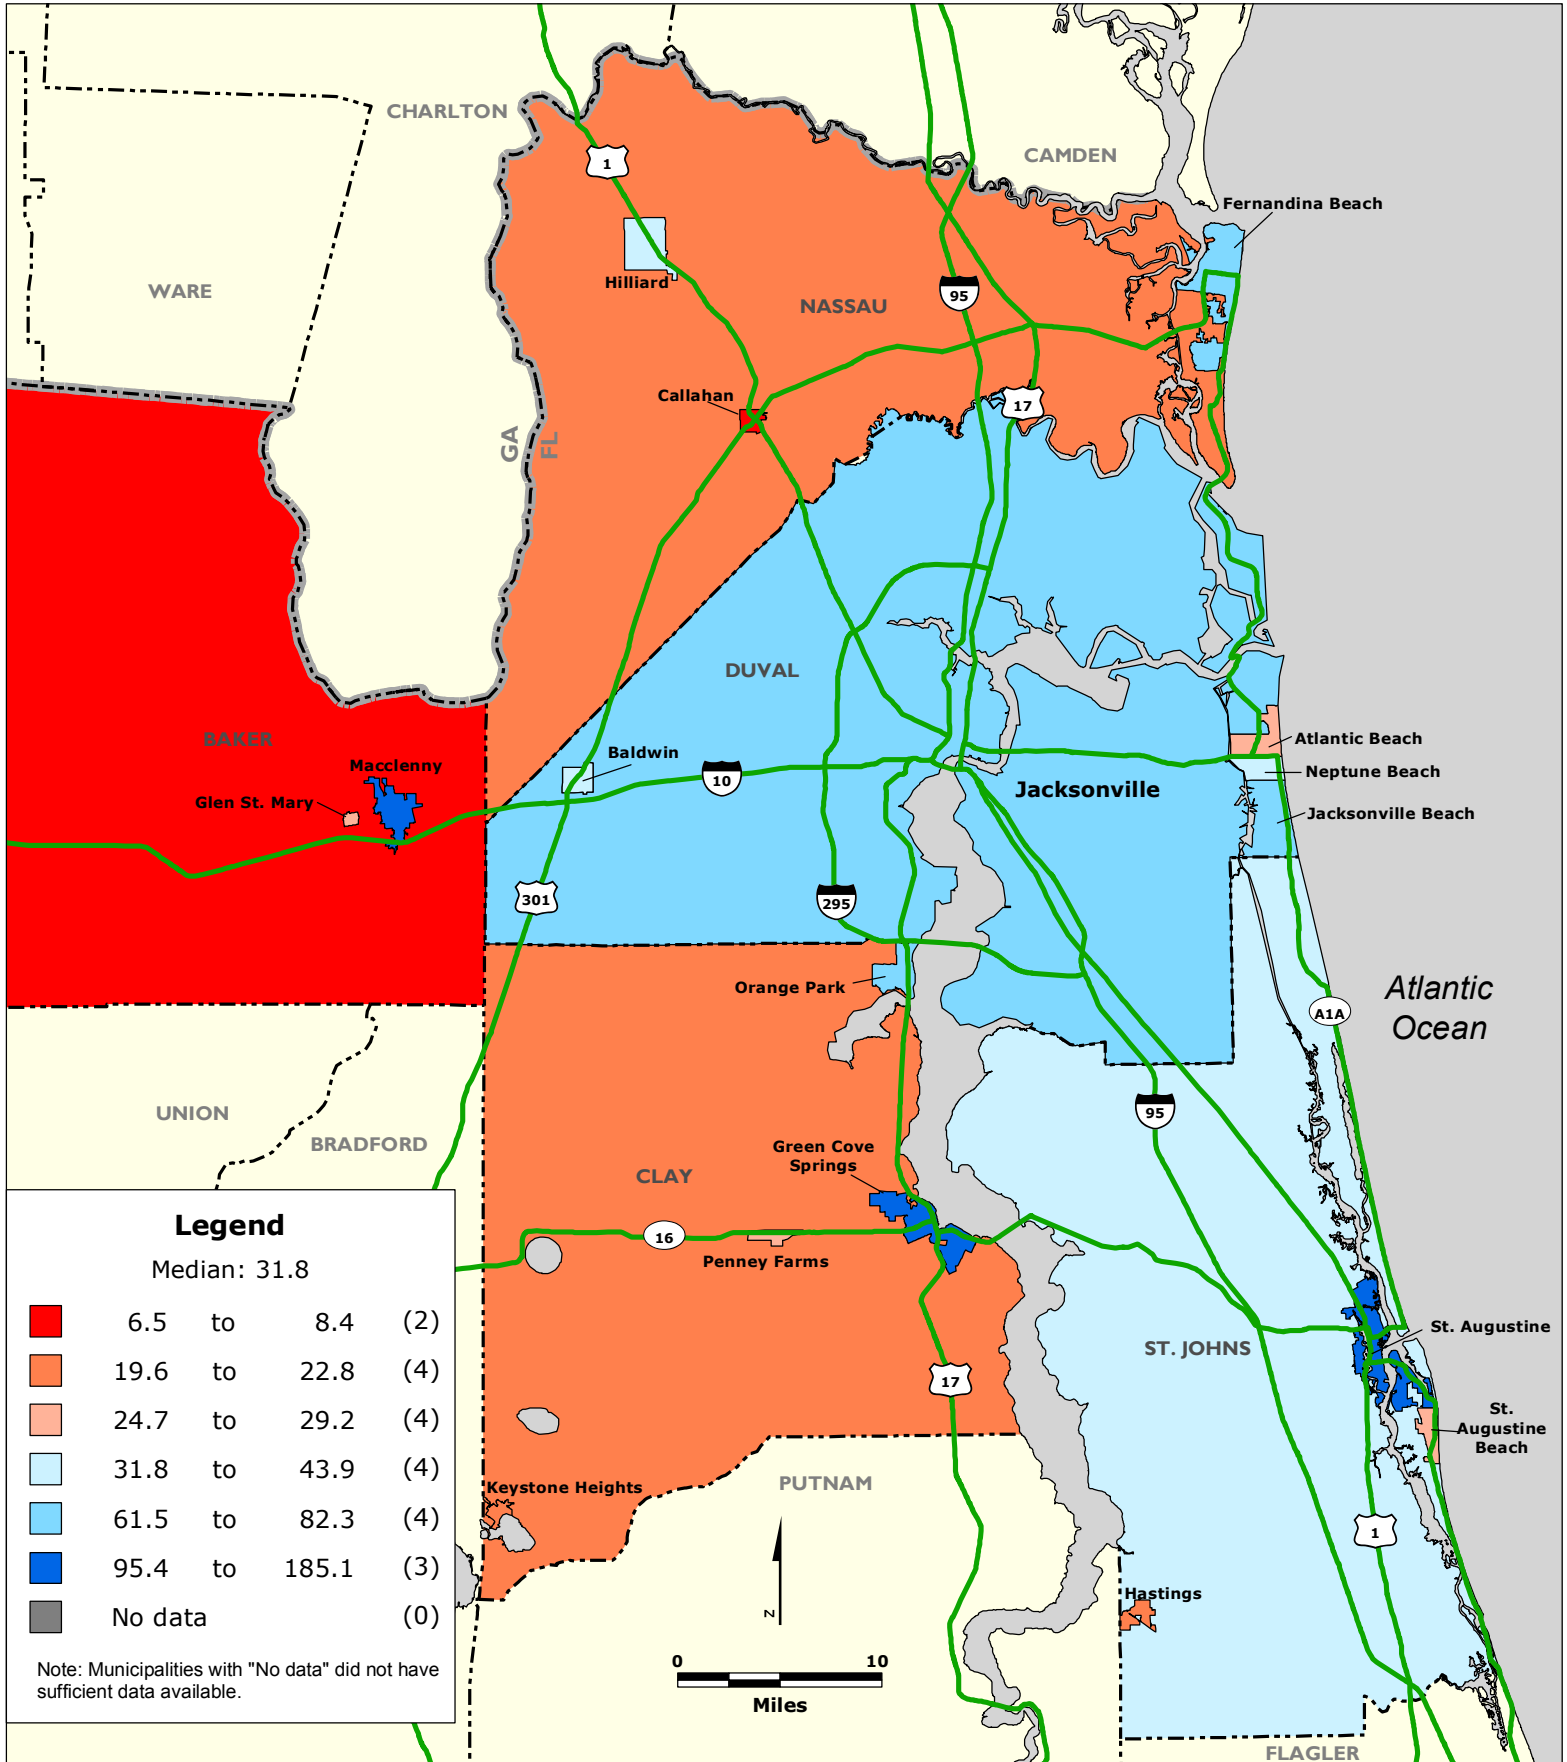 CHARLTON
CAMDEN
1
Fernandina Beach
WARE
Hilliard
NASSAU
95
Callahan
17
GA
FL
DUVAL
BAKER
Baldwin
Atlantic Beach
Macclenny
10
Neptune Beach
Jacksonville
Glen St. Mary
Jacksonville Beach
301
295
Orange Park
Atlantic
Ocean
A1A
UNION
95
BRADFORD
Green Cove
Springs
CLAY
16
Penney Farms
St. Augustine
ST. JOHNS
17
St.
Augustine
Beach
Keystone Heights
PUTNAM
1
Hastings
FLAGLER
Legend
Median: 31.8
6.5 to 8.4 (2)
19.6 to 22.8 (4)
24.7 to 29.2 (4)
31.8 to 43.9 (4)
61.5 to 82.3 (4)
95.4 to 185.1 (3)
No data (0)
Note: Municipalities with "No data" did not have
sufficient data available.
N
0 10
Miles